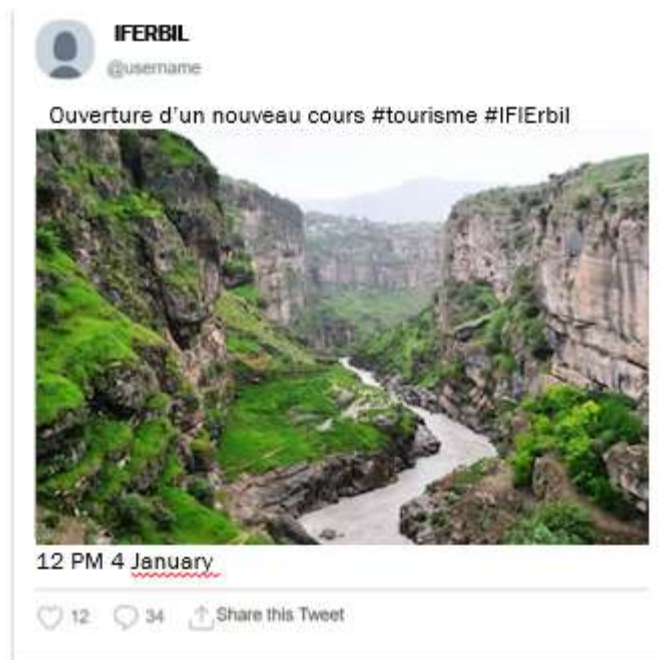 IFERBIL
@username
Ouverture d'un nouveau cours #tourisme #IFIErbil
12 PM 4 January
12 34 Share this Tweet